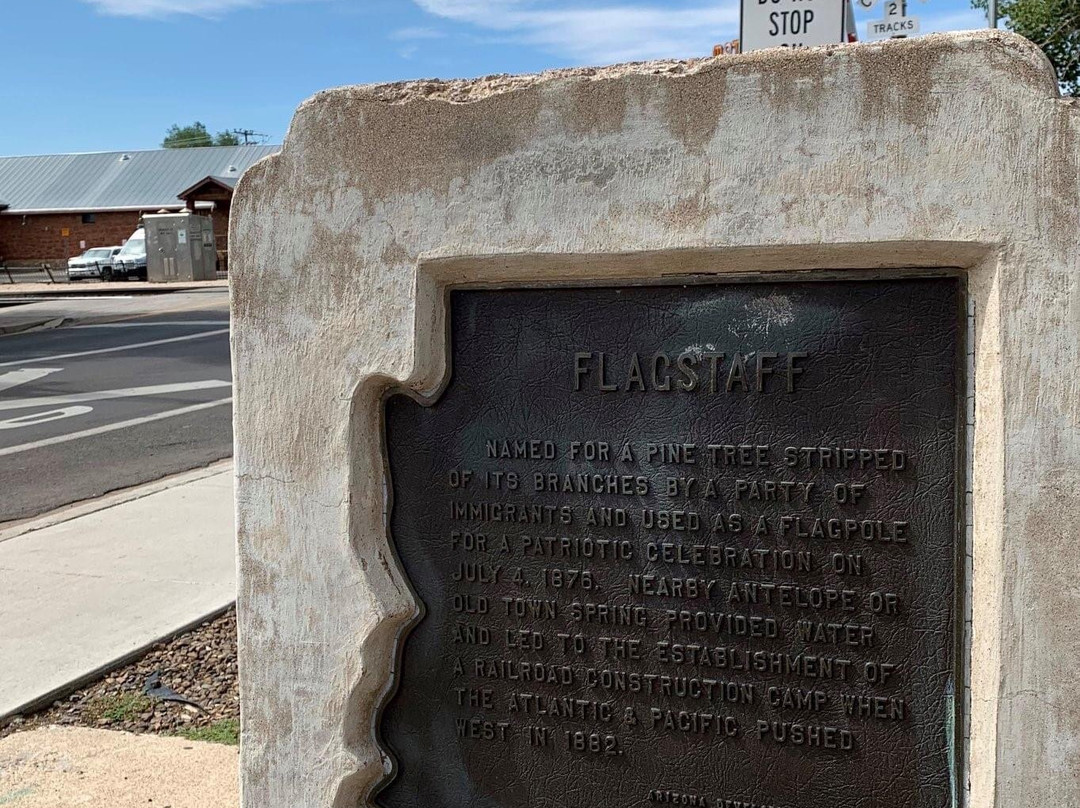 STOP
2
TRACKS
FLAGSTAFF
NAMED FOR A PINE TREE STRIPPED
OF ITS BRANCHES BY A PARTY OF
IMMIGRANTS AND USED AS A FLAGPOLE
FOR A PATRIOTIC CELEBRATION ON
JULY 4, 1876. NEARBY ANTELOPE OR
OLD TOWN SPRING PROVIDED WATER
AND LED TO THE ESTABLISHMENT OF
A RAILROAD CONSTRUCTION CAMP WHEN
THE ATLANTIC & PACIFIC PUSHED
WEST IN 1882.
ARIZONA